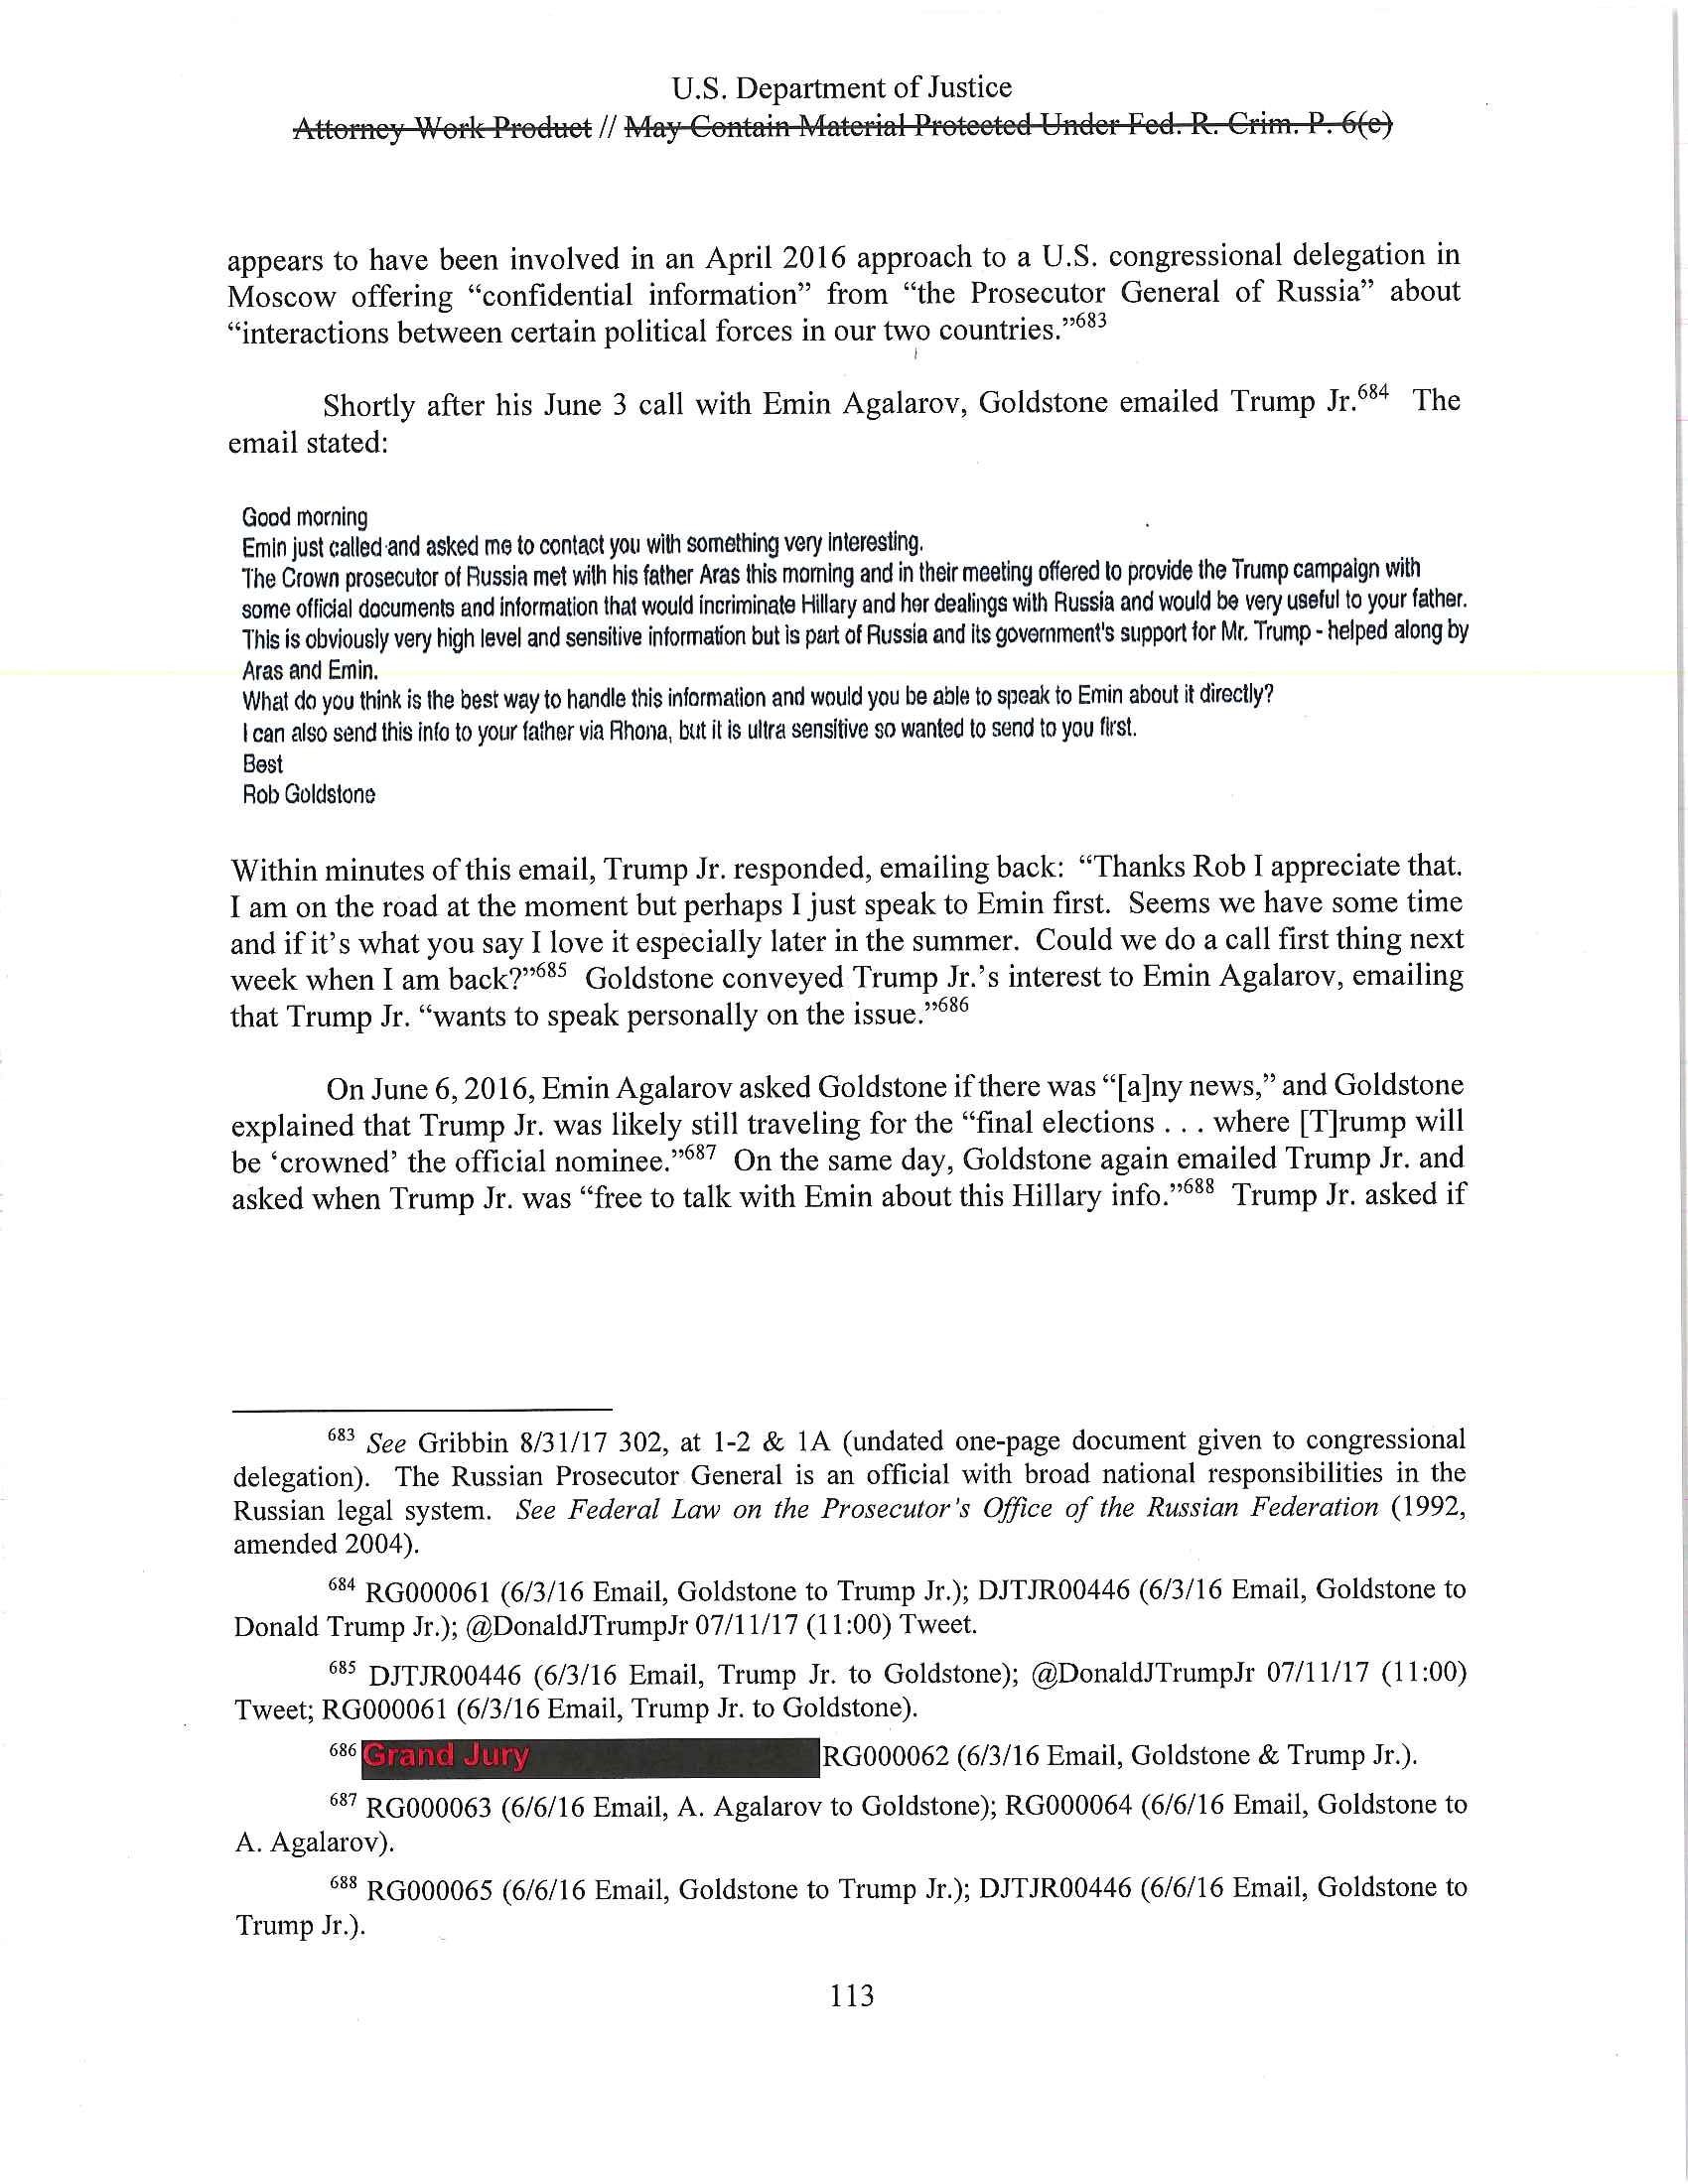 U.S. Department of Justice
Attorney Work Product // May Contain Material Protected Under Fed. R. Crim. P. 6(e)
appears to have been involved in an April 2016 approach to a U.S. congressional delegation in
Moscow offering “confidential information” from “the Prosecutor General of Russia” about
“interactions between certain political forces in our two countries.”683
Shortly after his June 3 call with Emin Agalarov, Goldstone emailed Trump Jr.684 The
email stated:
Good morning
Emin just called and asked me to contact you with something very interesting.
The Crown prosecutor of Russia met with his father Aras this morning and in their meeting offered to provide the Trump campaign with
some official documents and information that would incriminate Hillary and her dealings with Russia and would be very useful to your father.
This is obviously very high level and sensitive information but is part of Russia and its government's support for Mr. Trump - helped along by
Aras and Emin.
What do you think is the best way to handle this information and would you be able to speak to Emin about it directly?
I can also send this info to your father via Rhona, but it is ultra sensitive so wanted to send to you first.
Best
Rob Goldstone
Within minutes of this email, Trump Jr. responded, emailing back: “Thanks Rob I appreciate that.
I am on the road at the moment but perhaps I just speak to Emin first. Seems we have some time
and if it’s what you say I love it especially later in the summer. Could we do a call first thing next
week when I am back?”685 Goldstone conveyed Trump Jr.’s interest to Emin Agalarov, emailing
that Trump Jr. “wants to speak personally on the issue.”686
On June 6, 2016, Emin Agalarov asked Goldstone if there was “[a]ny news,” and Goldstone
explained that Trump Jr. was likely still traveling for the “final elections . . . where [T]rump will
be ‘crowned’ the official nominee.”687 On the same day, Goldstone again emailed Trump Jr. and
asked when Trump Jr. was “free to talk with Emin about this Hillary info.”688 Trump Jr. asked if
683 See Gribbin 8/31/17 302, at 1-2 & 1A (undated one-page document given to congressional
delegation). The Russian Prosecutor General is an official with broad national responsibilities in the
Russian legal system. See Federal Law on the Prosecutor’s Office of the Russian Federation (1992,
amended 2004).
684 RG000061 (6/3/16 Email, Goldstone to Trump Jr.); DJTJR00446 (6/3/16 Email, Goldstone to
Donald Trump Jr.); @DonaldJTrumpJr 07/11/17 (11:00) Tweet.
685 DJTJR00446 (6/3/16 Email, Trump Jr. to Goldstone); @DonaldJTrumpJr 07/11/17 (11:00)
Tweet; RG000061 (6/3/16 Email, Trump Jr. to Goldstone).
686 Grand Jury RG000062 (6/3/16 Email, Goldstone & Trump Jr.).
687 RG000063 (6/6/16 Email, A. Agalarov to Goldstone); RG000064 (6/6/16 Email, Goldstone to
A. Agalarov).
688 RG000065 (6/6/16 Email, Goldstone to Trump Jr.); DJTJR00446 (6/6/16 Email, Goldstone to
Trump Jr.).
113